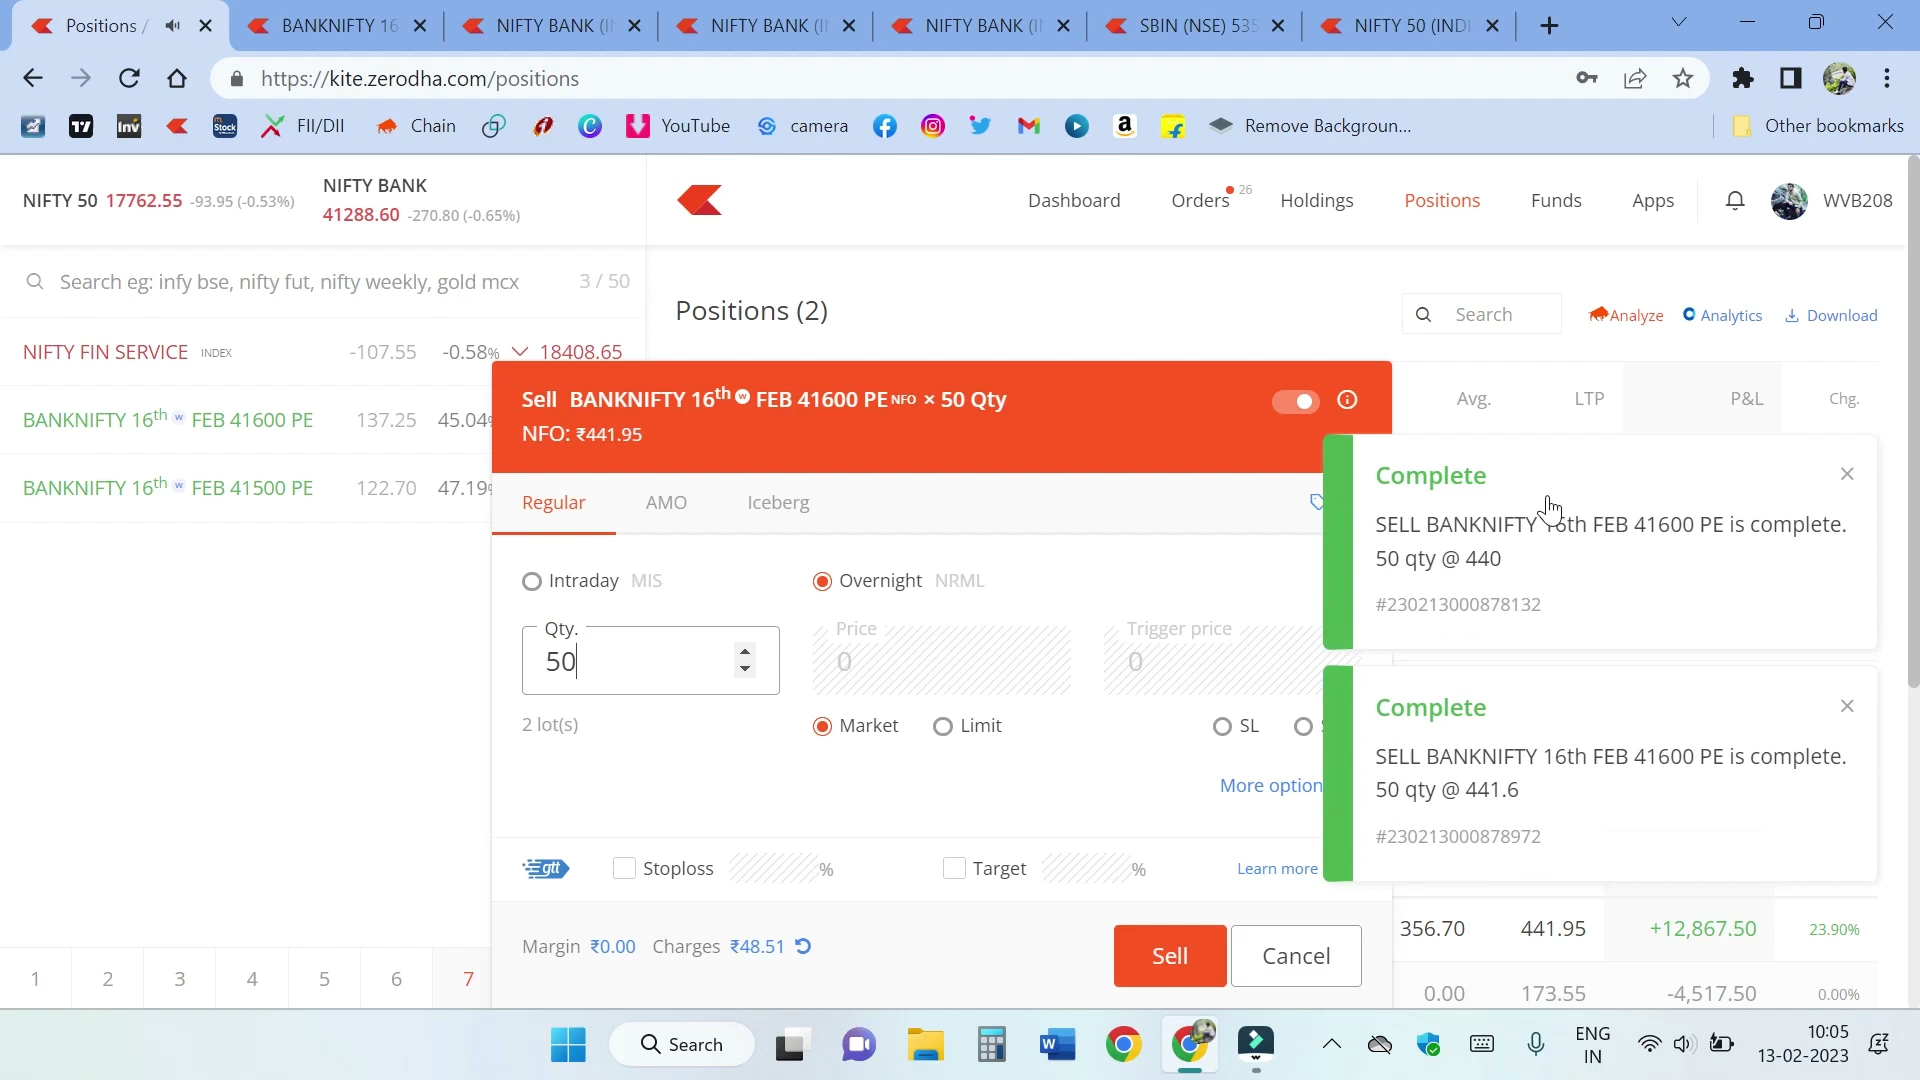 Positions /
BANKNIFTY 16
NIFTY BANK (I
NIFTY BANK (I
NIFTY BANK (I
SBIN (NSE) 535
NIFTY 50 (INDI
https://kite.zerodha.com/positions
Inv
Stock
FII/DII
Chain
YouTube
camera
Remove Backgroun...
Other bookmarks
NIFTY 50 17762.55 -93.95 (-0.53%)
NIFTY BANK
41288.60 -270.80 (-0.65%)
Dashboard
Orders 26
Holdings
Positions
Funds
Apps
WVB208
Search eg: infy bse, nifty fut, nifty weekly, gold mcx 3 / 50
Positions (2)
Search
Analyze
Analytics
Download
NIFTY FIN SERVICE INDEX -107.55 -0.58% 18408.65
BANKNIFTY 16th w FEB 41600 PE 137.25 45.04%
BANKNIFTY 16th w FEB 41500 PE 122.70 47.19%
Sell BANKNIFTY 16th w FEB 41600 PE NFO × 50 Qty
NFO: ₹441.95
Avg. LTP P&L Chg.
Regular AMO Iceberg
Intraday MIS Overnight NRML
Qty. Price Trigger price
50 0 0
2 lot(s) Market Limit SL
More option
gtt Stoploss % Target % Learn more
Margin ₹0.00 Charges ₹48.51
Sell Cancel
Complete
SELL BANKNIFTY 16th FEB 41600 PE is complete.
50 qty @ 440
#230213000878132
Complete
SELL BANKNIFTY 16th FEB 41600 PE is complete.
50 qty @ 441.6
#230213000878972
356.70 441.95 +12,867.50 23.90%
0.00 173.55 -4,517.50 0.00%
1 2 3 4 5 6 7
Search
ENG
IN
10:05
13-02-2023